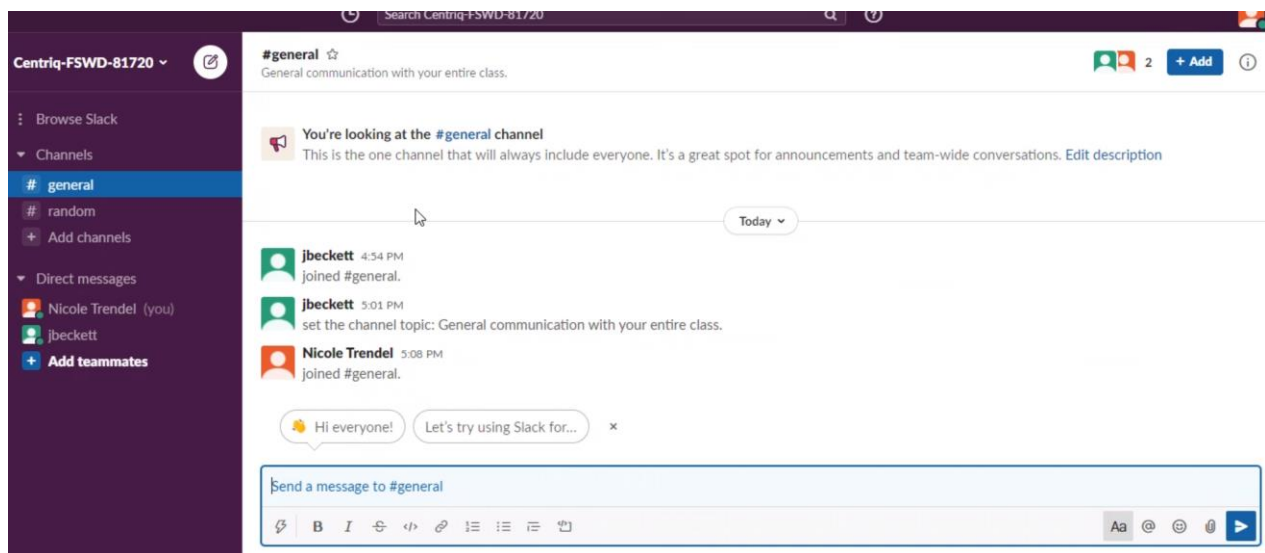 Search Centriq-FSWD-81720
Centriq-FSWD-81720
Browse Slack
Channels
# general
# random
+ Add channels
Direct messages
Nicole Trendel (you)
jbeckett
+ Add teammates
#general
General communication with your entire class.
2
+ Add
You're looking at the #general channel
This is the one channel that will always include everyone. It's a great spot for announcements and team-wide conversations. Edit description
Today
jbeckett 4:54 PM
joined #general.
jbeckett 5:01 PM
set the channel topic: General communication with your entire class.
Nicole Trendel 5:08 PM
joined #general.
Hi everyone!
Let's try using Slack for...
Send a message to #general
B I S </>
Aa @